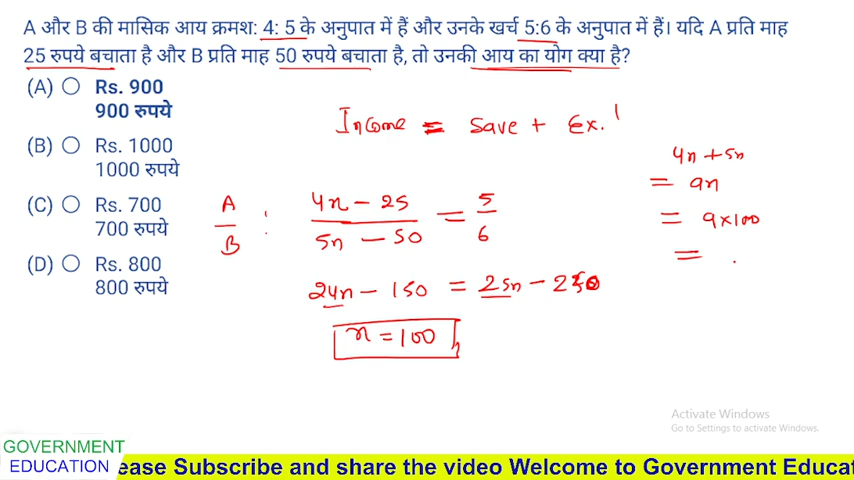 A और B की मासिक आय क्रमश: 4: 5 के अनुपात में हैं और उनके खर्च 5:6 के अनुपात में हैं। यदि A प्रति माह
25 रुपये बचाता है और B प्रति माह 50 रुपये बचाता है, तो उनकी आय का योग क्या है?
(A) Rs. 900
900 रुपये
(B) Rs. 1000
1000 रुपये
(C) Rs. 700
700 रुपये
(D) Rs. 800
800 रुपये
Income = Save + Ex.
A/B : (4n - 25)/(5n - 50) = 5/6
24n - 150 = 25n - 250
n = 100
4n + 5n
= 9n
= 9 x 100
=
Activate Windows
Go to Settings to activate Windows.
GOVERNMENT
EDUCATION
ease Subscribe and share the video Welcome to Government Educat